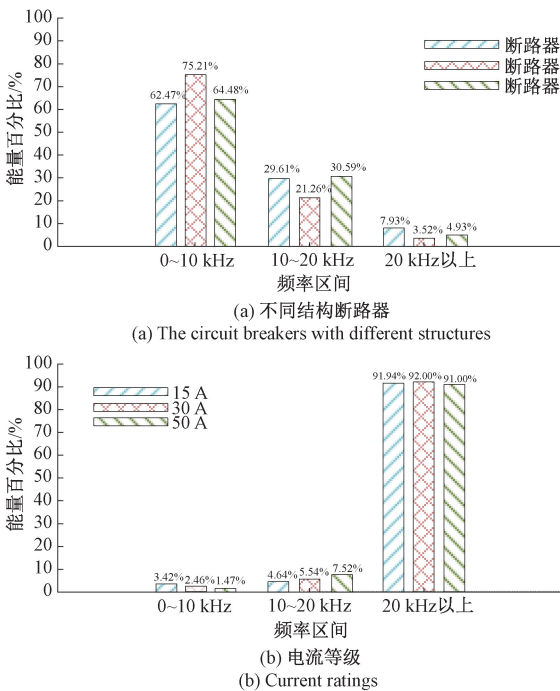 100
90
80
70
60
50
40
30
20
10
0
能量百分比/%
62.47%
75.21%
64.48%
29.61%
21.26%
30.59%
7.93%
3.52%
4.93%
断路器
断路器
断路器
0~10 kHz
10~20 kHz
20 kHz以上
频率区间
(a) 不同结构断路器
(a) The circuit breakers with different structures
100
90
80
70
60
50
40
30
20
10
0
能量百分比/%
15 A
30 A
50 A
3.42%
2.46%
1.47%
4.64%
5.54%
7.52%
91.94%
92.00%
91.00%
0~10 kHz
10~20 kHz
20 kHz以上
频率区间
(b) 电流等级
(b) Current ratings